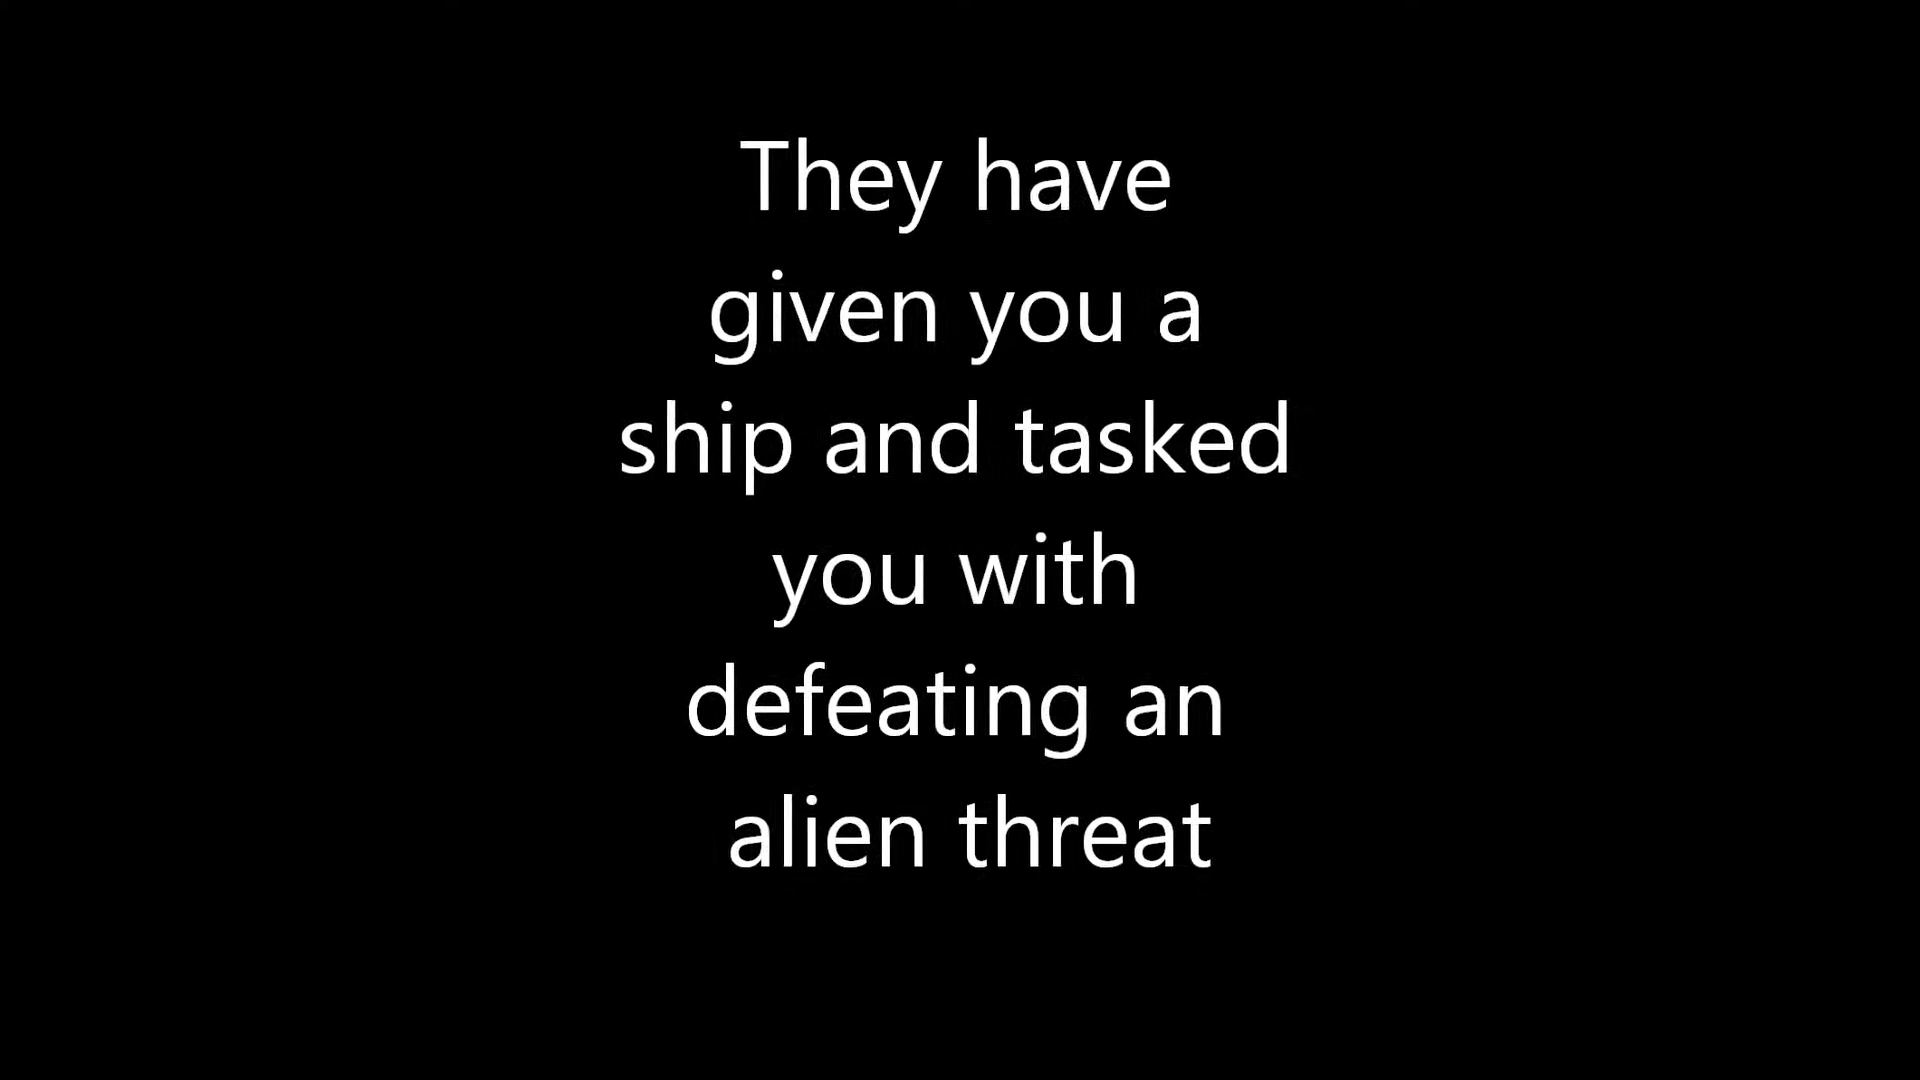 They have
given you a
ship and tasked
you with
defeating an
alien threat